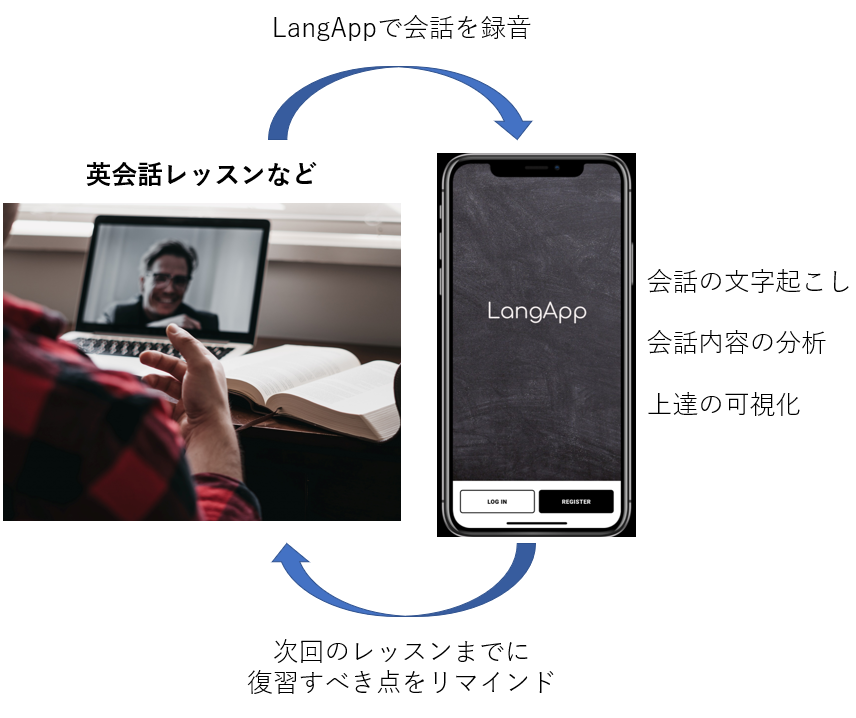 LangAppで会話を録音
英会話レッスンなど
LangApp
会話の文字起こし
会話内容の分析
上達の可視化
LOG IN
REGISTER
次回のレッスンまでに
復習すべき点をリマインド